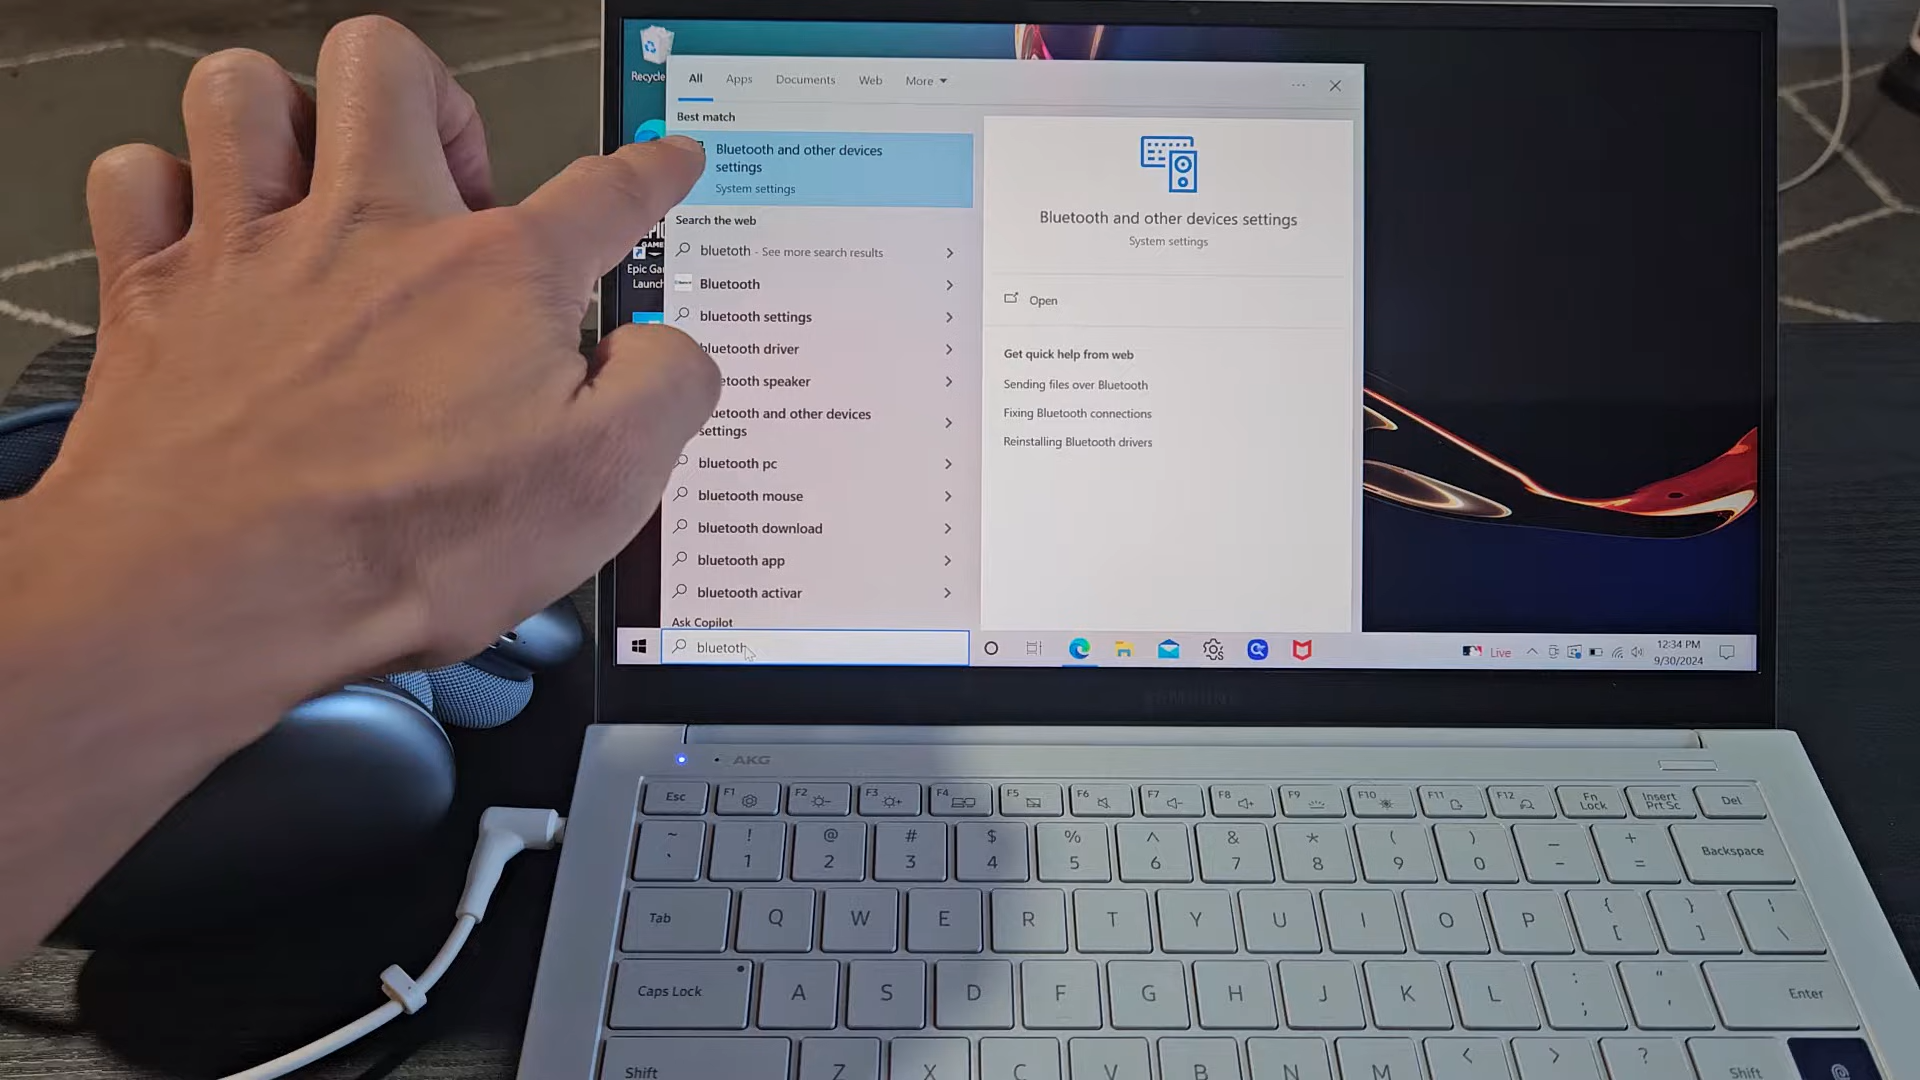 Recycle
All Apps Documents Web More
Best match
Bluetooth and other devices
settings
System settings
Search the web
bluetoth - See more search results
Bluetooth
bluetooth settings
bluetooth driver
etooth speaker
uetooth and other devices
settings
bluetooth pc
bluetooth mouse
bluetooth download
bluetooth app
bluetooth activar
Ask Copilot
bluetoth
Bluetooth and other devices settings
System settings
Open
Get quick help from web
Sending files over Bluetooth
Fixing Bluetooth connections
Reinstalling Bluetooth drivers
GAME
Epic Ga
Launch
Live
12:34 PM
9/30/2024
SAMSUNG
AKG
Esc F1 F2 F3 F4 F5 F6 F7 F8 F9 F10 F11 F12 Fn Lock Insert Prt Sc Del
~ ! @ # $ % ^ & * ( ) _ +
` 1 2 3 4 5 6 7 8 9 0 - = Backspace
Tab Q W E R T Y U I O P { [ } ] | \
Caps Lock A S D F G H J K L : ; " ' Enter
Shift Z X C V B N M < > ? Shift